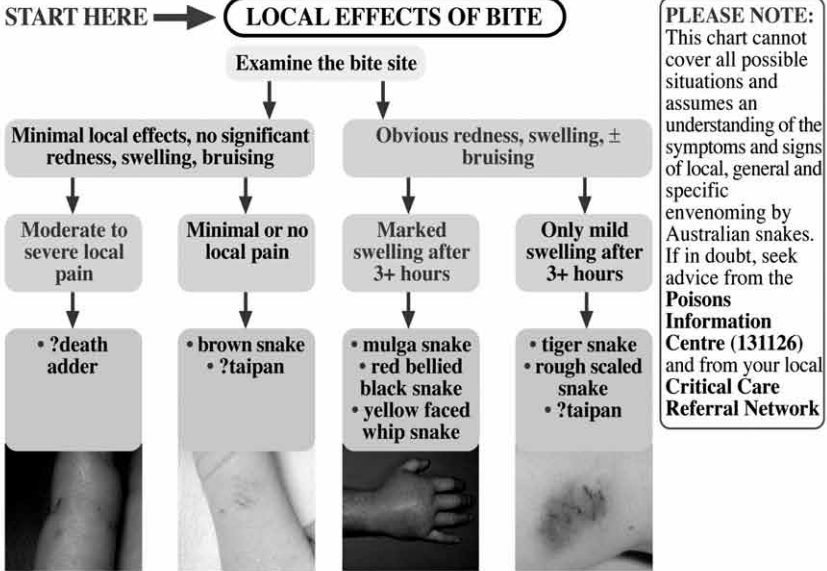 START HERE
LOCAL EFFECTS OF BITE
Examine the bite site
Minimal local effects, no significant
redness, swelling, bruising
Obvious redness, swelling, ±
bruising
Moderate to
severe local
pain
Minimal or no
local pain
Marked
swelling after
3+ hours
Only mild
swelling after
3+ hours
• ?death
adder
• brown snake
• ?taipan
• mulga snake
• red bellied
black snake
• yellow faced
whip snake
• tiger snake
• rough scaled
snake
• ?taipan
PLEASE NOTE:
This chart cannot
cover all possible
situations and
assumes an
understanding of the
symptoms and signs
of local, general and
specific
envenoming by
Australian snakes.
If in doubt, seek
advice from the
Poisons
Information
Centre (131126)
and from your local
Critical Care
Referral Network